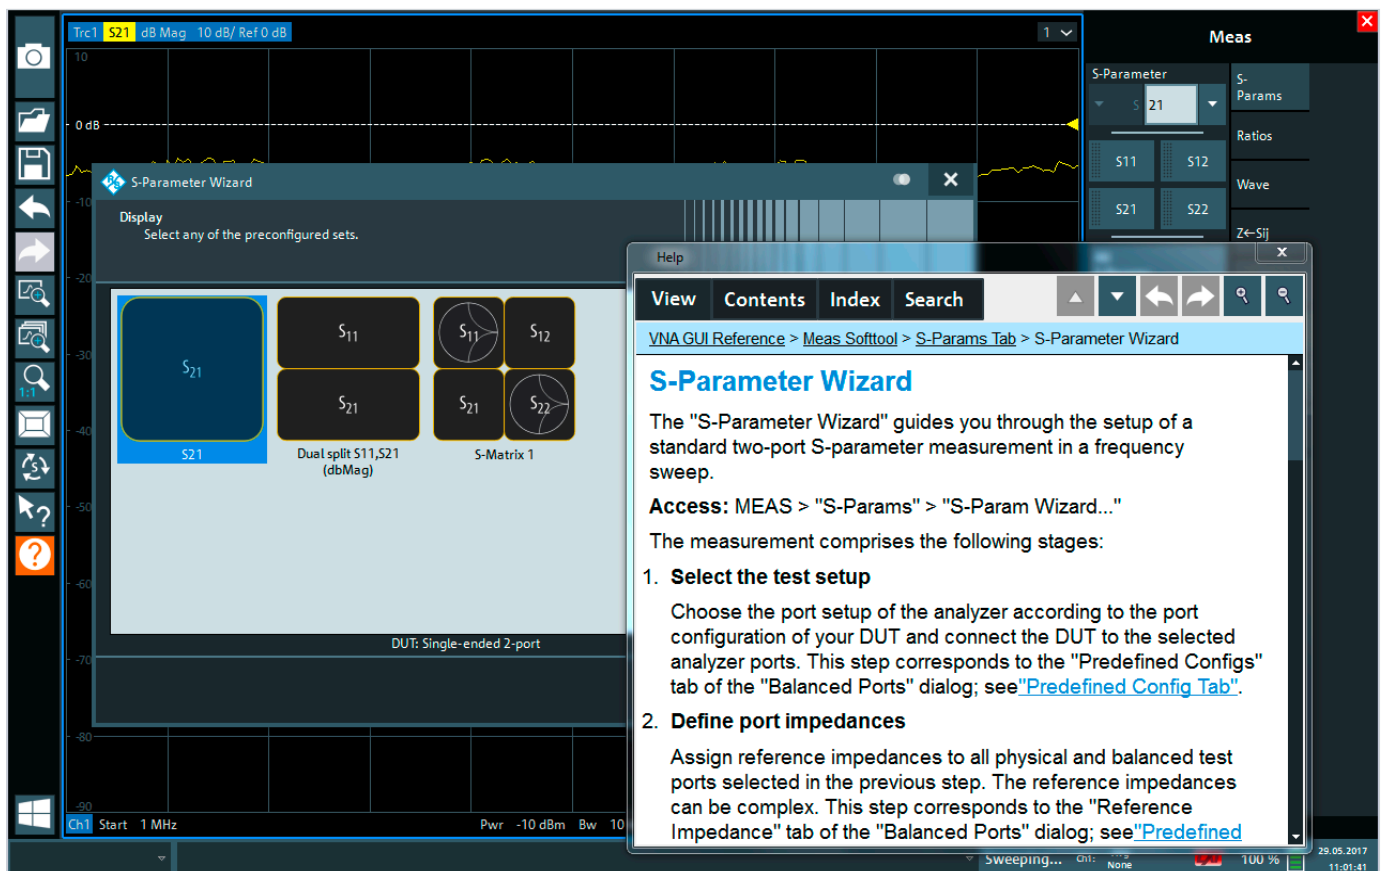 Trc1 S21 dB Mag 10 dB/ Ref 0 dB
1
10
0 dB
-10
-20
-30
-40
-50
-60
-70
-80
-90
1:1
S
?
?
S-Parameter Wizard
Display
Select any of the preconfigured sets.
S21
S21
S11
S21
Dual split S11,S21
(dbMag)
S11
S12
S21
S22
S-Matrix 1
DUT: Single-ended 2-port
Ch1 Start 1 MHz
Pwr -10 dBm Bw 10
Meas
S-Parameter
S 21
S11
S12
S21
S22
S-
Params
Ratios
Wave
Z←Sij
Help
x
View
Contents
Index
Search
VNA GUI Reference > Meas Softtool > S-Params Tab > S-Parameter Wizard
S-Parameter Wizard
The "S-Parameter Wizard" guides you through the setup of a
standard two-port S-parameter measurement in a frequency
sweep.
Access: MEAS > "S-Params" > "S-Param Wizard..."
The measurement comprises the following stages:
1. Select the test setup
Choose the port setup of the analyzer according to the port
configuration of your DUT and connect the DUT to the selected
analyzer ports. This step corresponds to the "Predefined Configs"
tab of the "Balanced Ports" dialog; see "Predefined Config Tab".
2. Define port impedances
Assign reference impedances to all physical and balanced test
ports selected in the previous step. The reference impedances
can be complex. This step corresponds to the "Reference
Impedance" tab of the "Balanced Ports" dialog; see "Predefined
Sweeping...
Ch1:
None
100 %
29.05.2017
11:01:41